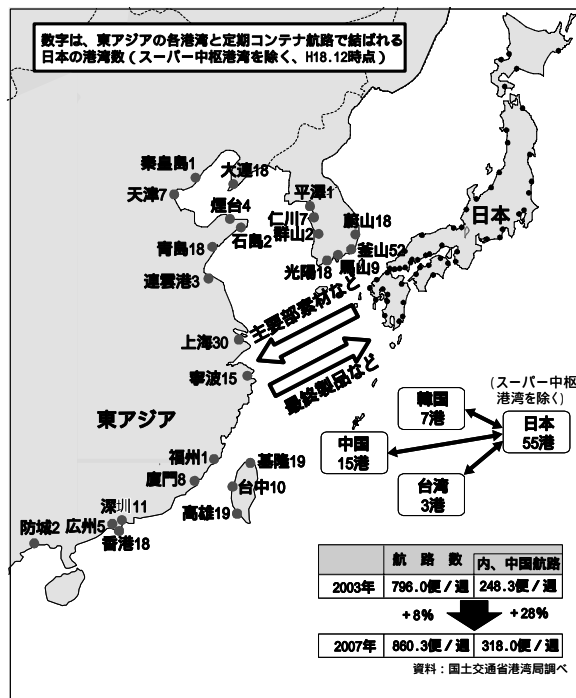 数字は、東アジアの各港湾と定期コンテナ航路で結ばれる
日本の港湾数(スーパー中枢港湾を除く、H18.12時点)
秦皇島1
大連18
天津7
煙台4
石島2
青島18
連雲港3
平澤1
仁川7
群山2
蔚山18
釜山52
馬山9
光陽18
日本
主要部素材など
最終製品など
上海30
寧波15
東アジア
福州1
廈門8
基隆19
台中10
高雄19
深圳11
広州5
防城2
香港18
(スーパー中枢
港湾を除く)
韓国
7港
日本
55港
中国
15港
台湾
3港
航路数 内、中国航路
2003年 796.0便/週 248.3便/週
+8% +28%
2007年 860.3便/週 318.0便/週
資料:国土交通省港湾局調べ